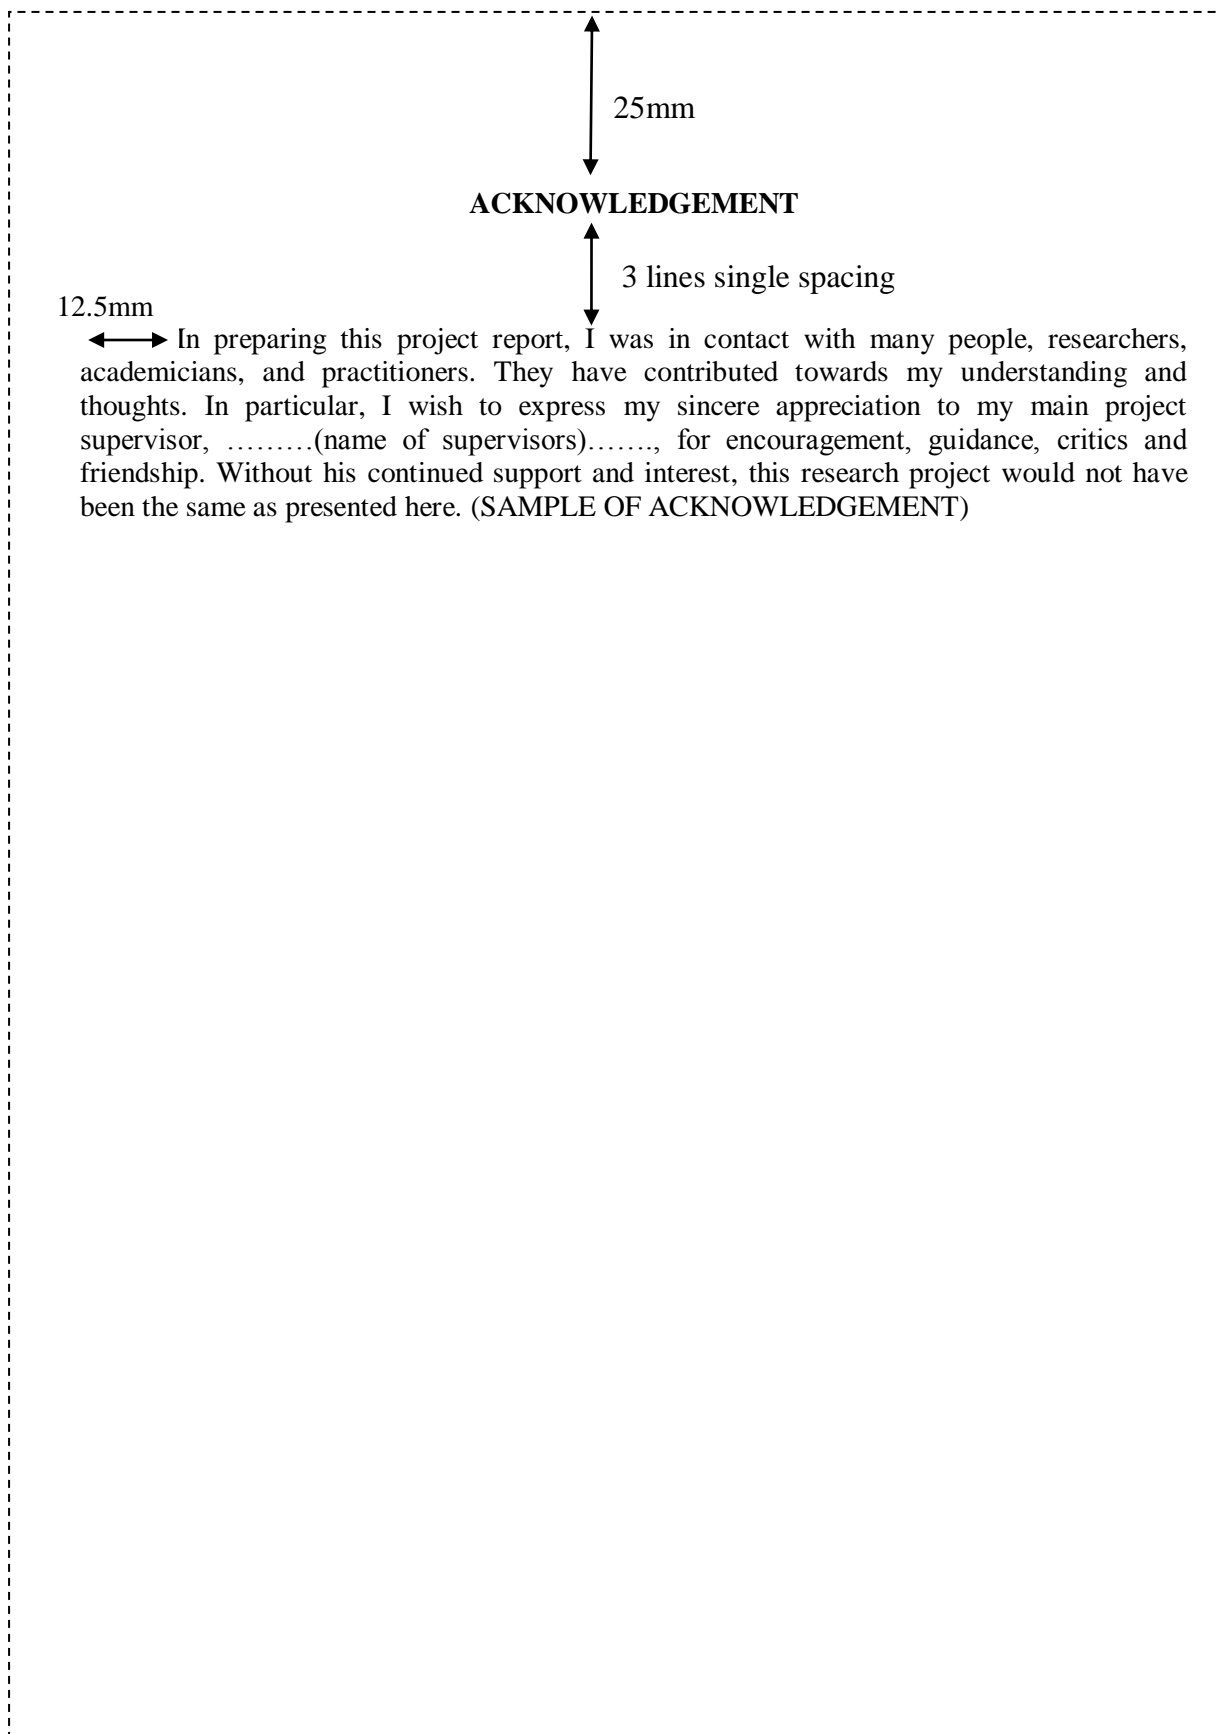 25mm
ACKNOWLEDGEMENT
3 lines single spacing
12.5mm
In preparing this project report, I was in contact with many people, researchers,
academicians, and practitioners. They have contributed towards my understanding and
thoughts. In particular, I wish to express my sincere appreciation to my main project
supervisor, ………(name of supervisors)……., for encouragement, guidance, critics and
friendship. Without his continued support and interest, this research project would not have
been the same as presented here. (SAMPLE OF ACKNOWLEDGEMENT)